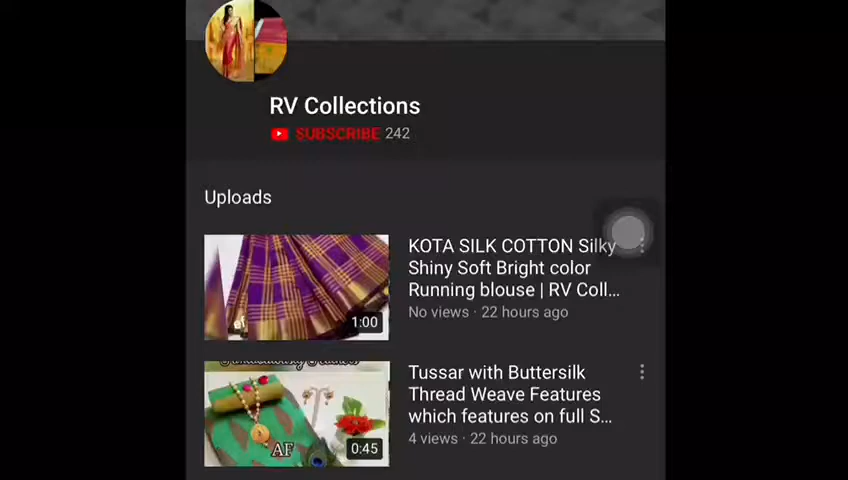 RV Collections
SUBSCRIBE 242
Uploads
KOTA SILK COTTON Silky
Shiny Soft Bright color
Running blouse | RV Coll...
No views · 22 hours ago
1:00
Tussar with Buttersilk
Thread Weave Features
which features on full S...
4 views · 22 hours ago
AF
0:45